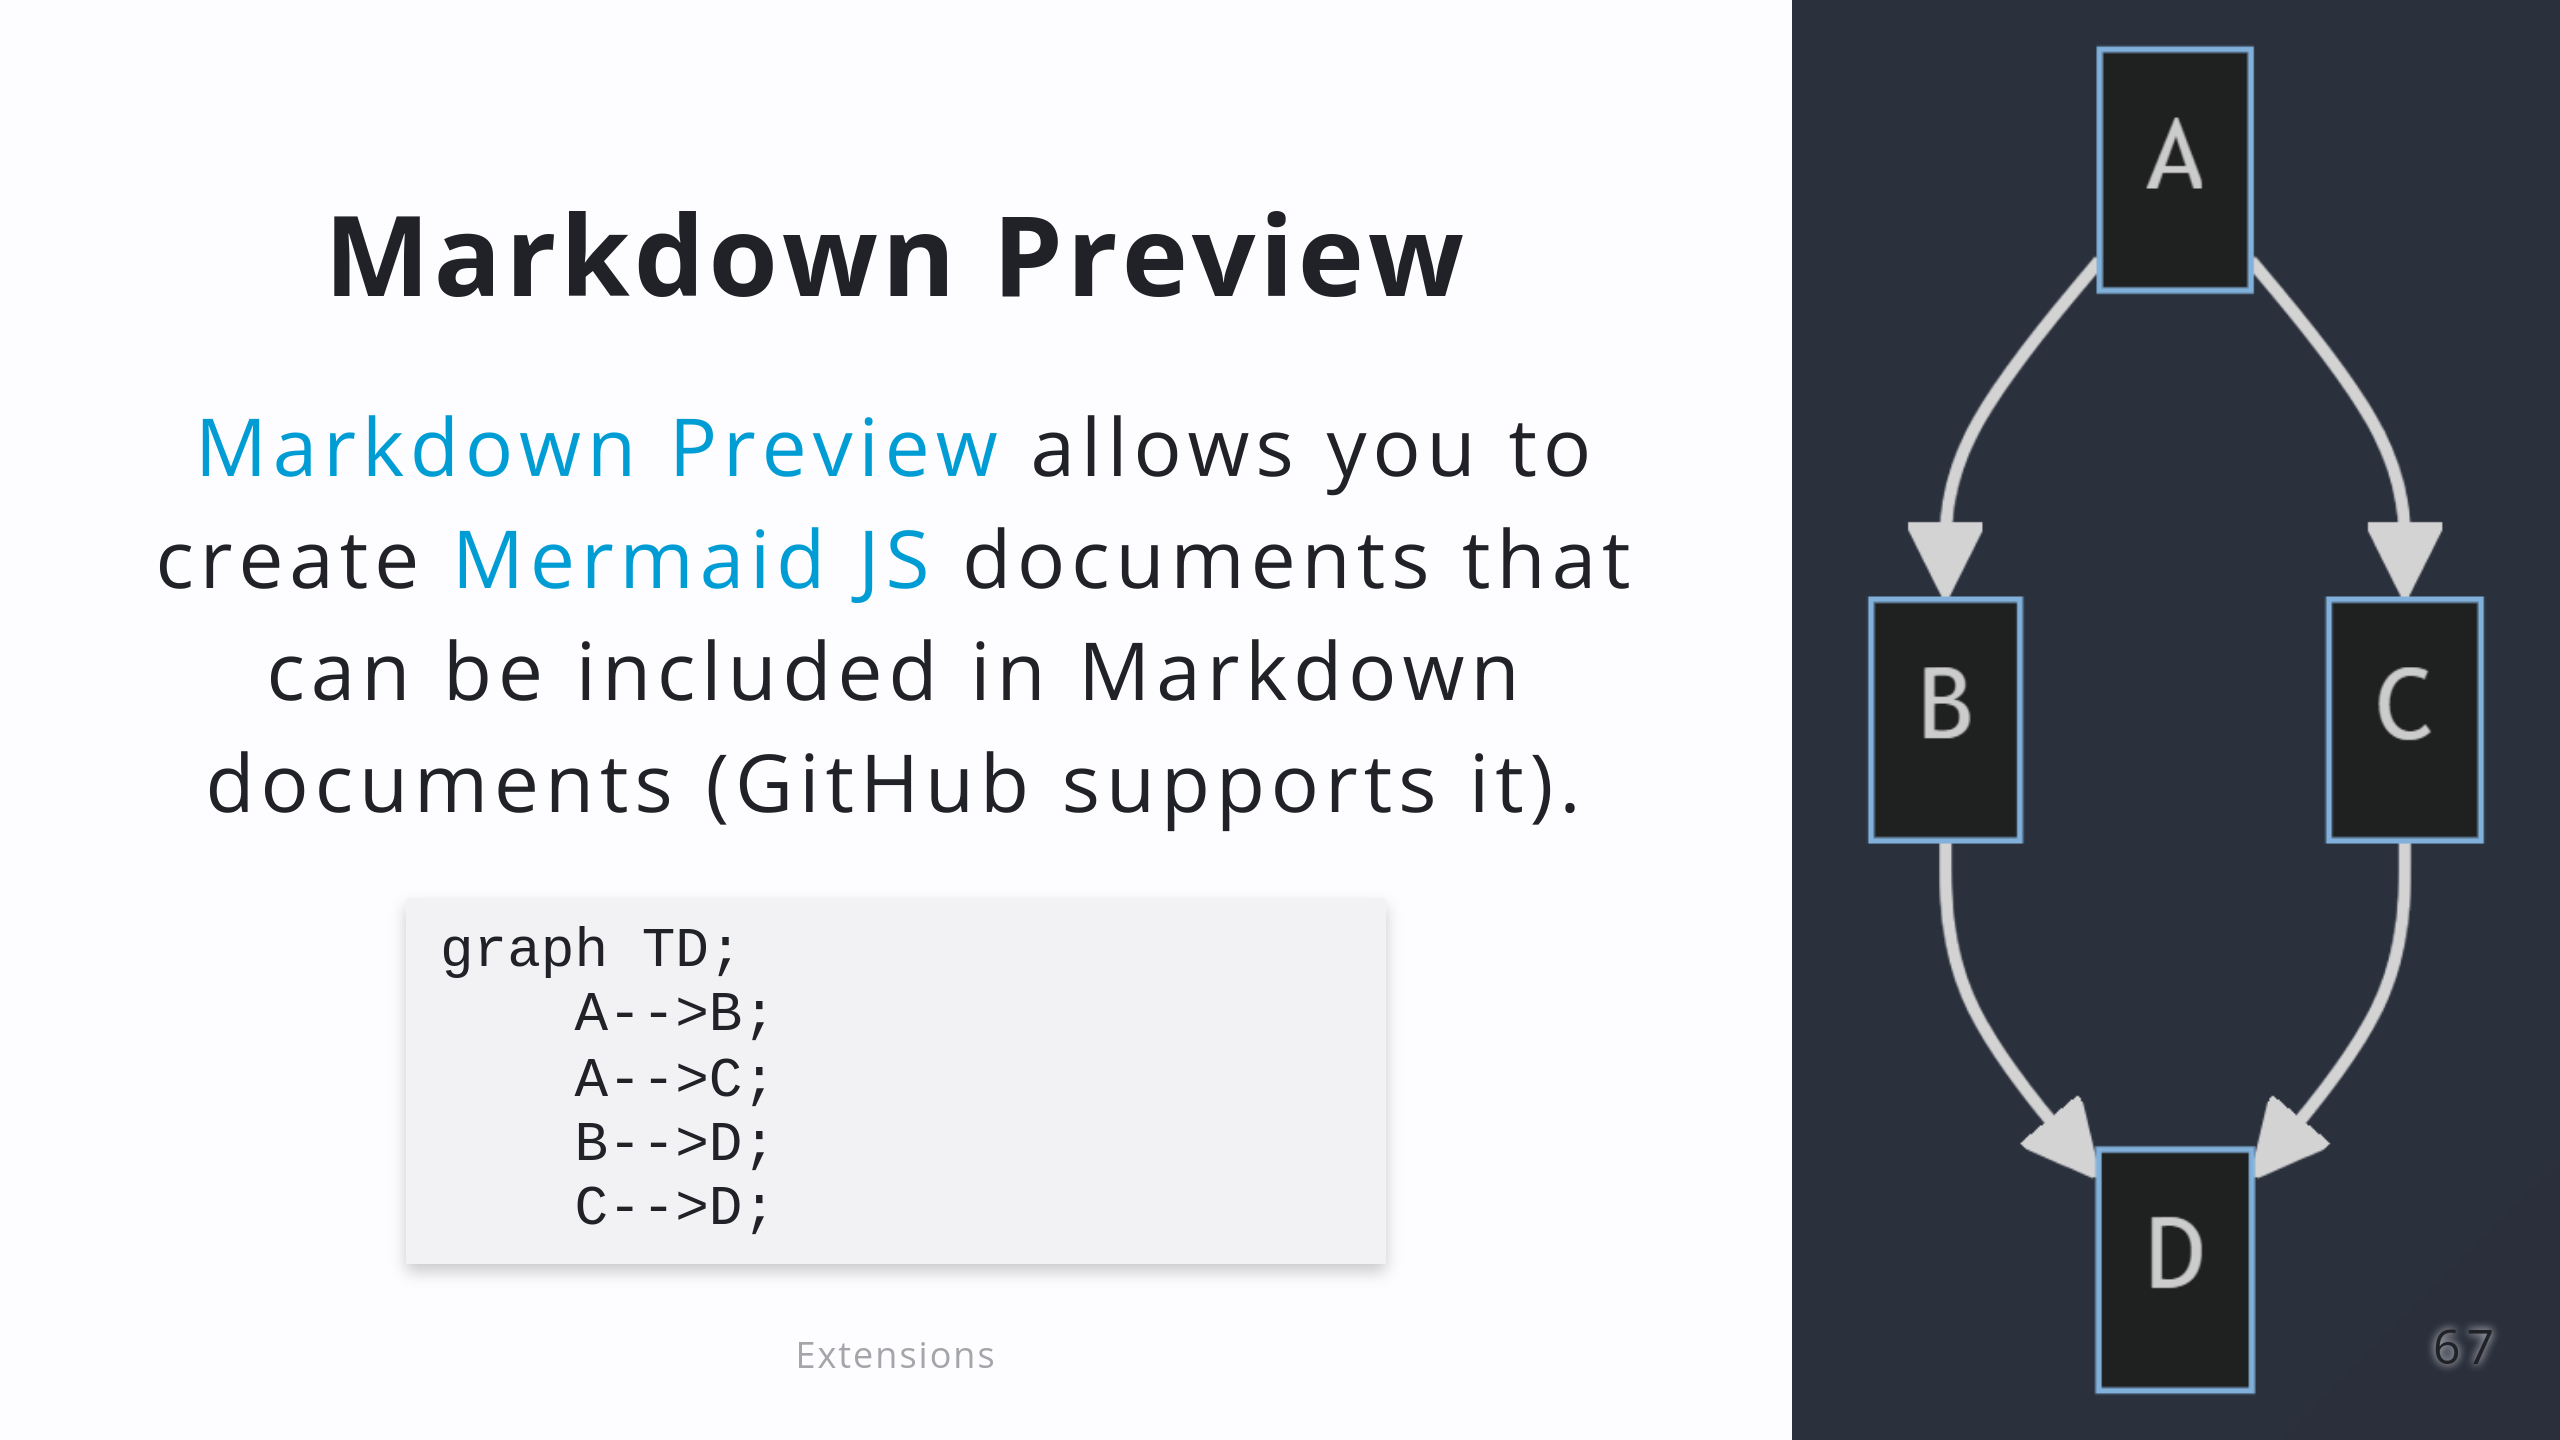 Markdown Preview
Markdown Preview allows you to
create Mermaid JS documents that
can be included in Markdown
documents (GitHub supports it).
graph TD;
    A-->B;
    A-->C;
    B-->D;
    C-->D;
Extensions
A
B
C
D
67